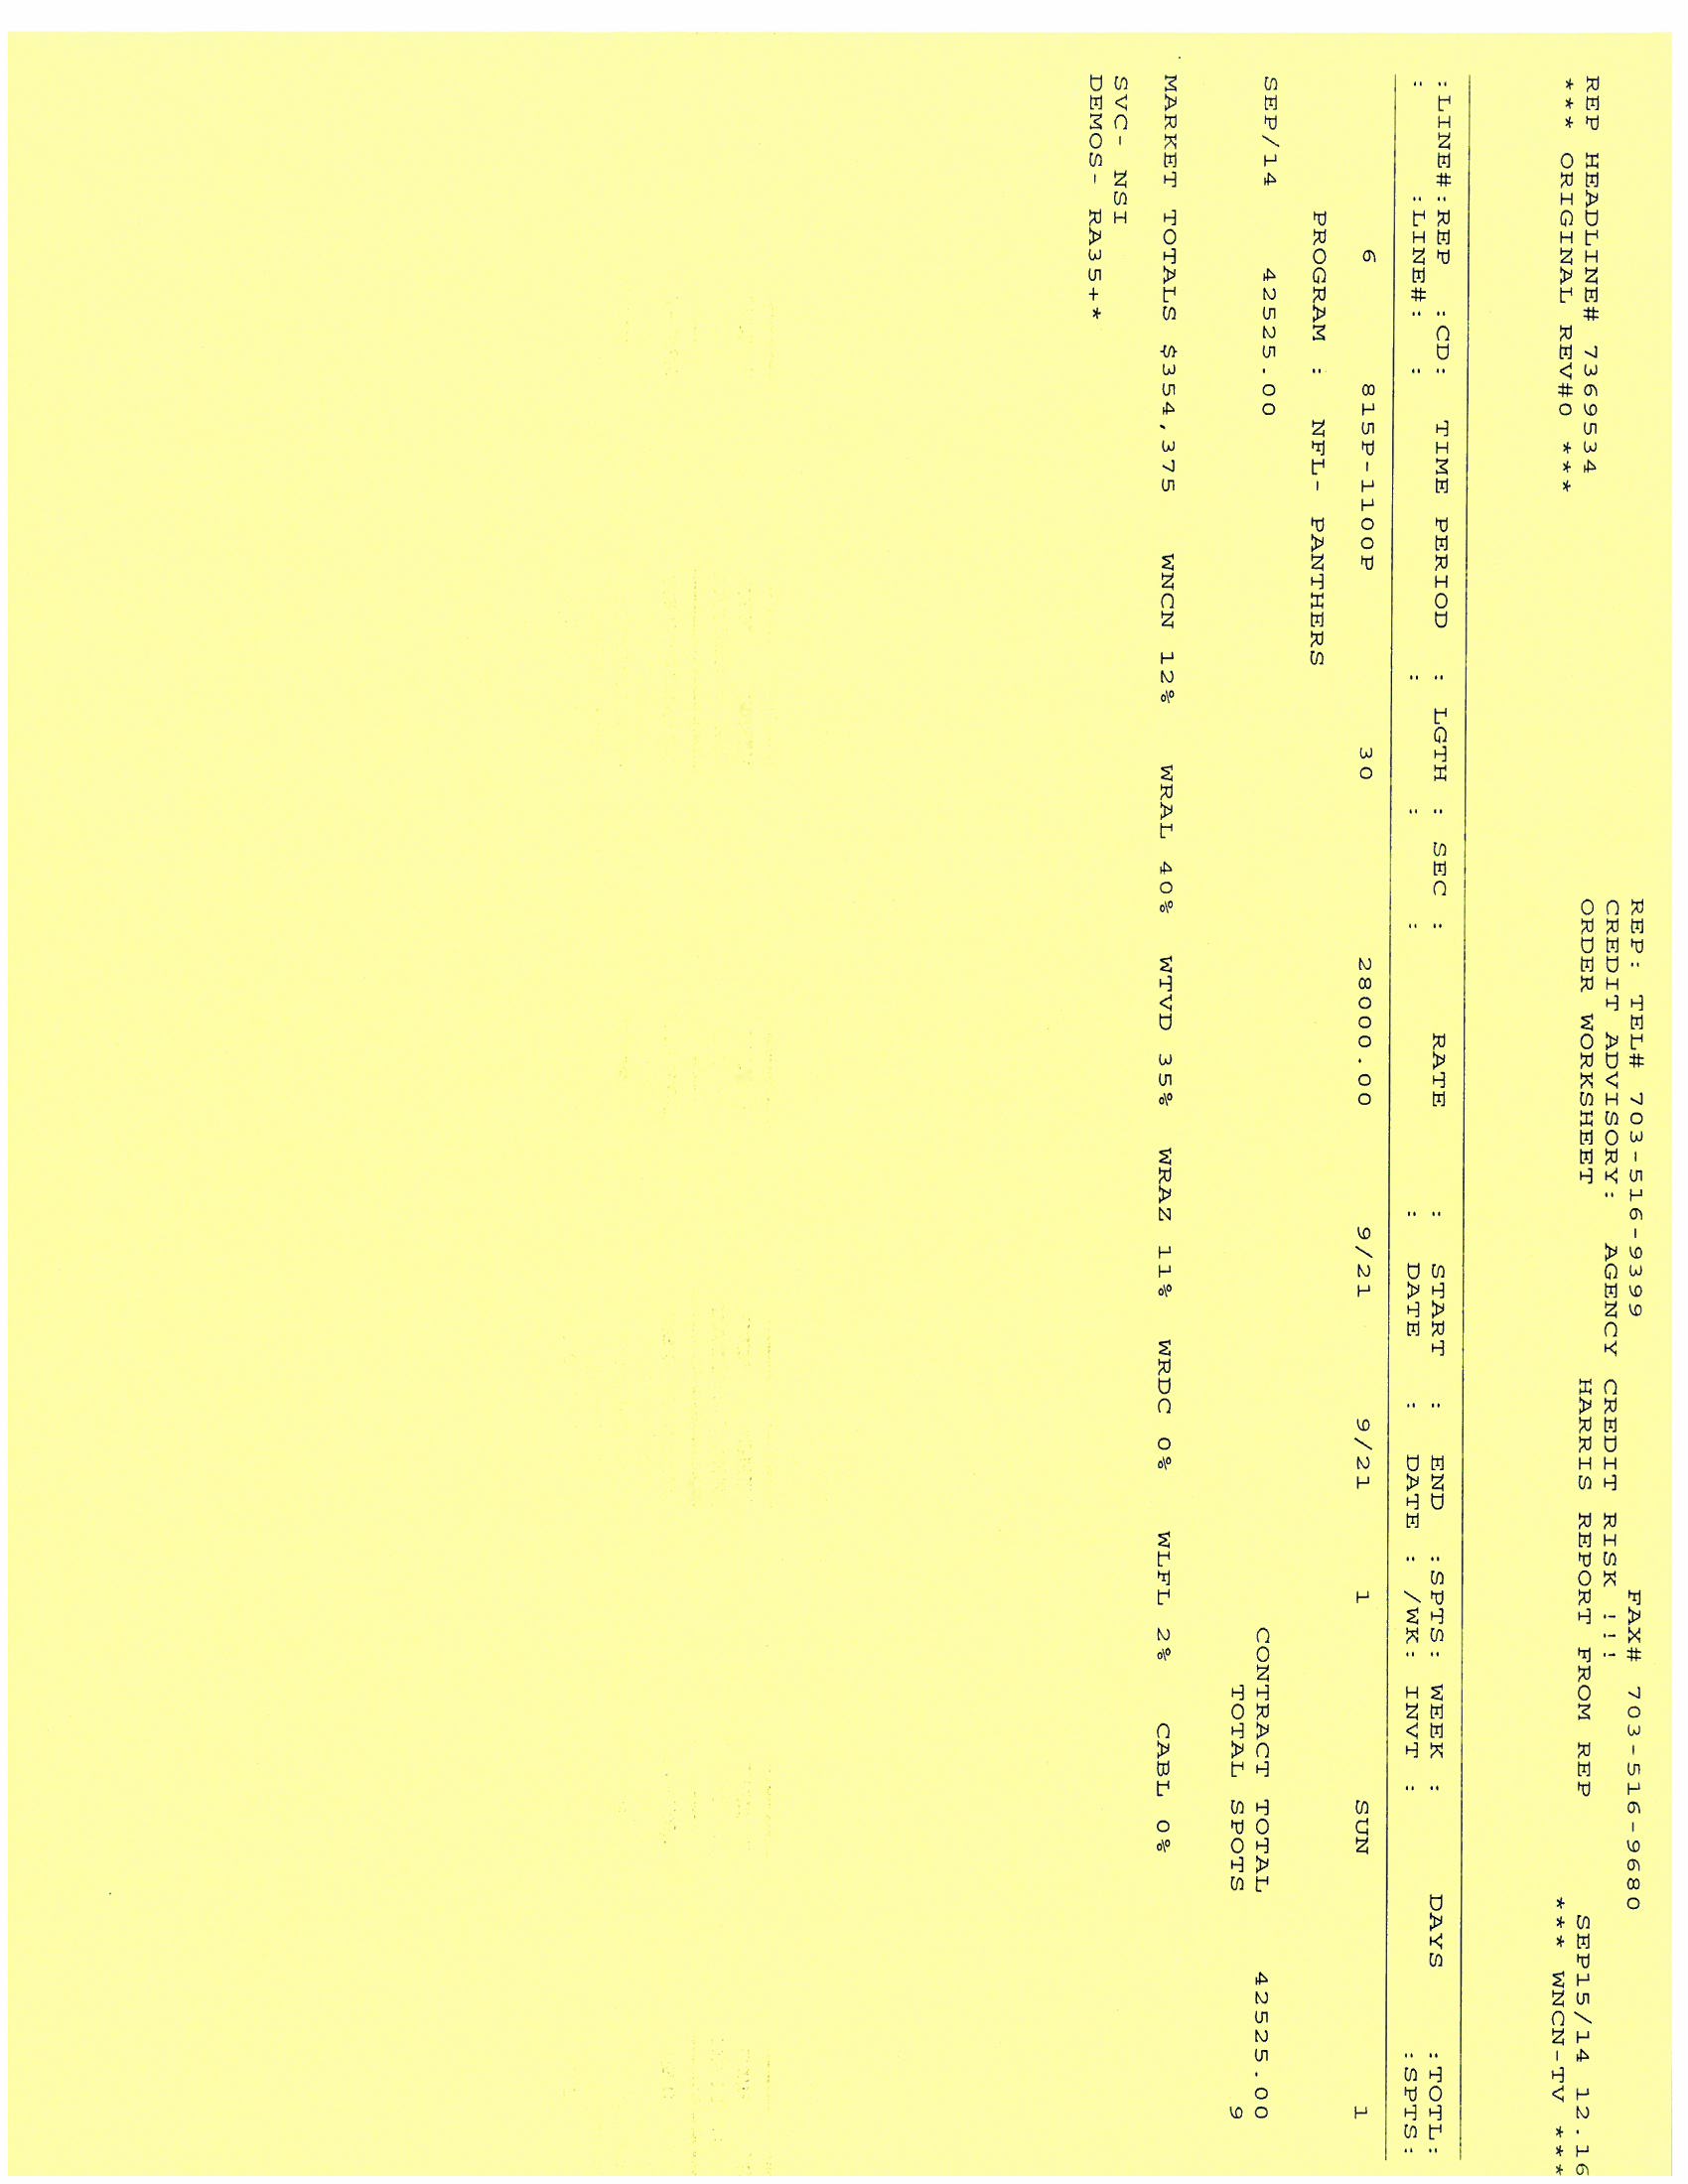 REP: TEL# 703-516-9399 FAX# 703-516-9680
CREDIT ADVISORY: AGENCY CREDIT RISK !!!
REP HEADLINE# 7369534 ORDER WORKSHEET HARRIS REPORT FROM REP SEP15/14 12.16
*** ORIGINAL REV#0 *** *** WNCN-TV ***
:LINE#:REP :CD: TIME PERIOD : LGTH : SEC : RATE : START : END :SPTS: WEEK : DAYS :TOTL:
: :LINE#: : : : : : DATE : DATE : /WK: INVT : :SPTS:
6 815P-1100P 30 28000.00 9/21 9/21 1 SUN 1
PROGRAM : NFL- PANTHERS
SEP/14 42525.00 CONTRACT TOTAL 42525.00
TOTAL SPOTS 9
MARKET TOTALS $354,375 WNCN 12% WRAL 40% WTVD 35% WRAZ 11% WRDC 0% WLFL 2% CABL 0%
SVC- NSI
DEMOS- RA35+*